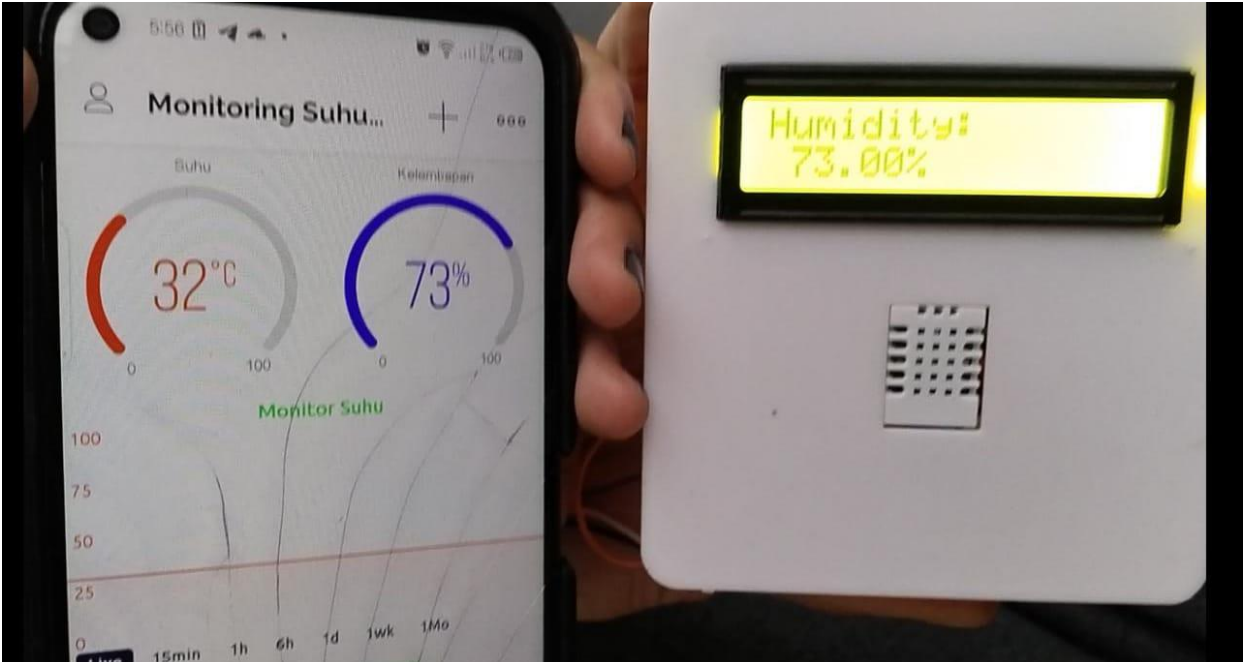 5:56
Monitoring Suhu...
Suhu
Kelembapan
32°C
73%
0
100
0
100
Monitor Suhu
100
75
50
25
0
Live
15min
1h
6h
1d
1wk
1Mo
Humidity:
73.00%